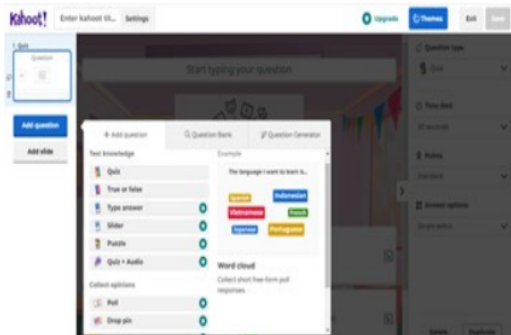 Kahoot!
Enter kahoot tit...
Settings
Upgrade
Themes
Exit
Save
1 Quiz
Question
Add question
Add slide
Start typing your question
Add question
Question Bank
Question Generator
Test knowledge
Quiz
True or false
Type answer
Slider
Puzzle
Quiz + Audio
Collect opinions
Poll
Drop pin
Example
The language I want to learn is...
Spanish
Indonesian
Vietnamese
French
Japanese
Portuguese
Word cloud
Collect short free-form poll
responses.
Question type
Quiz
Time limit
20 seconds
Points
Standard
Answer options
Single select
Delete
Duplicate